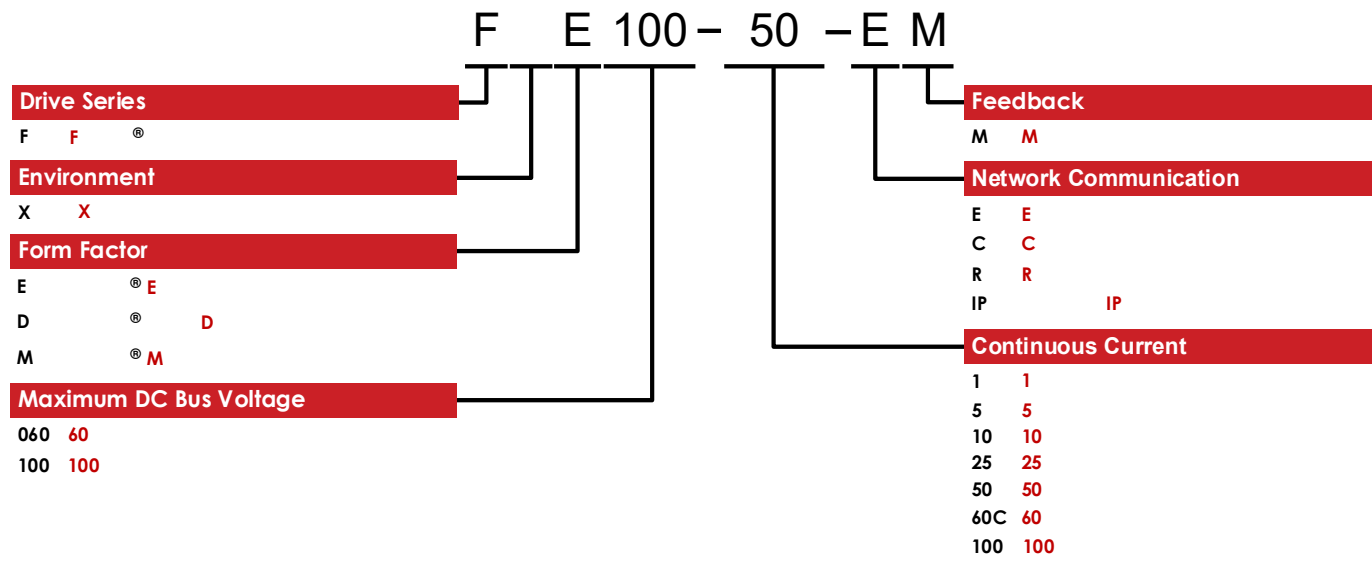 F E 100 – 50 – E M
Drive Series
F F ®
Environment
X X
Form Factor
E ® E
D ® D
M ® M
Maximum DC Bus Voltage
060 60
100 100
Feedback
M M
Network Communication
E E
C C
R R
IP IP
Continuous Current
1 1
5 5
10 10
25 25
50 50
60C 60
100 100